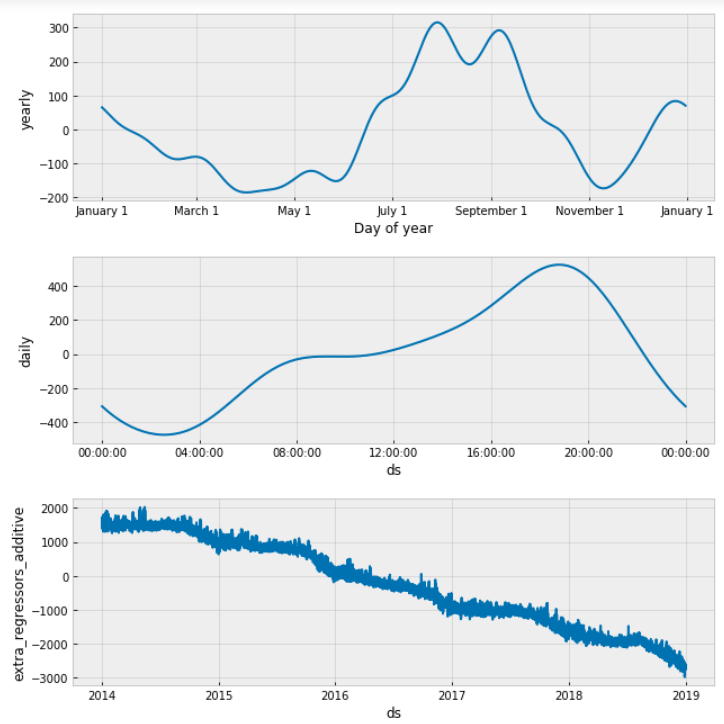 yearly
300
200
100
0
−100
−200
January 1 March 1 May 1 July 1 September 1 November 1 January 1
Day of year
daily
400
200
0
−200
−400
00:00:00 04:00:00 08:00:00 12:00:00 16:00:00 20:00:00 00:00:00
ds
extra_regressors_additive
2000
1000
0
−1000
−2000
−3000
2014 2015 2016 2017 2018 2019
ds